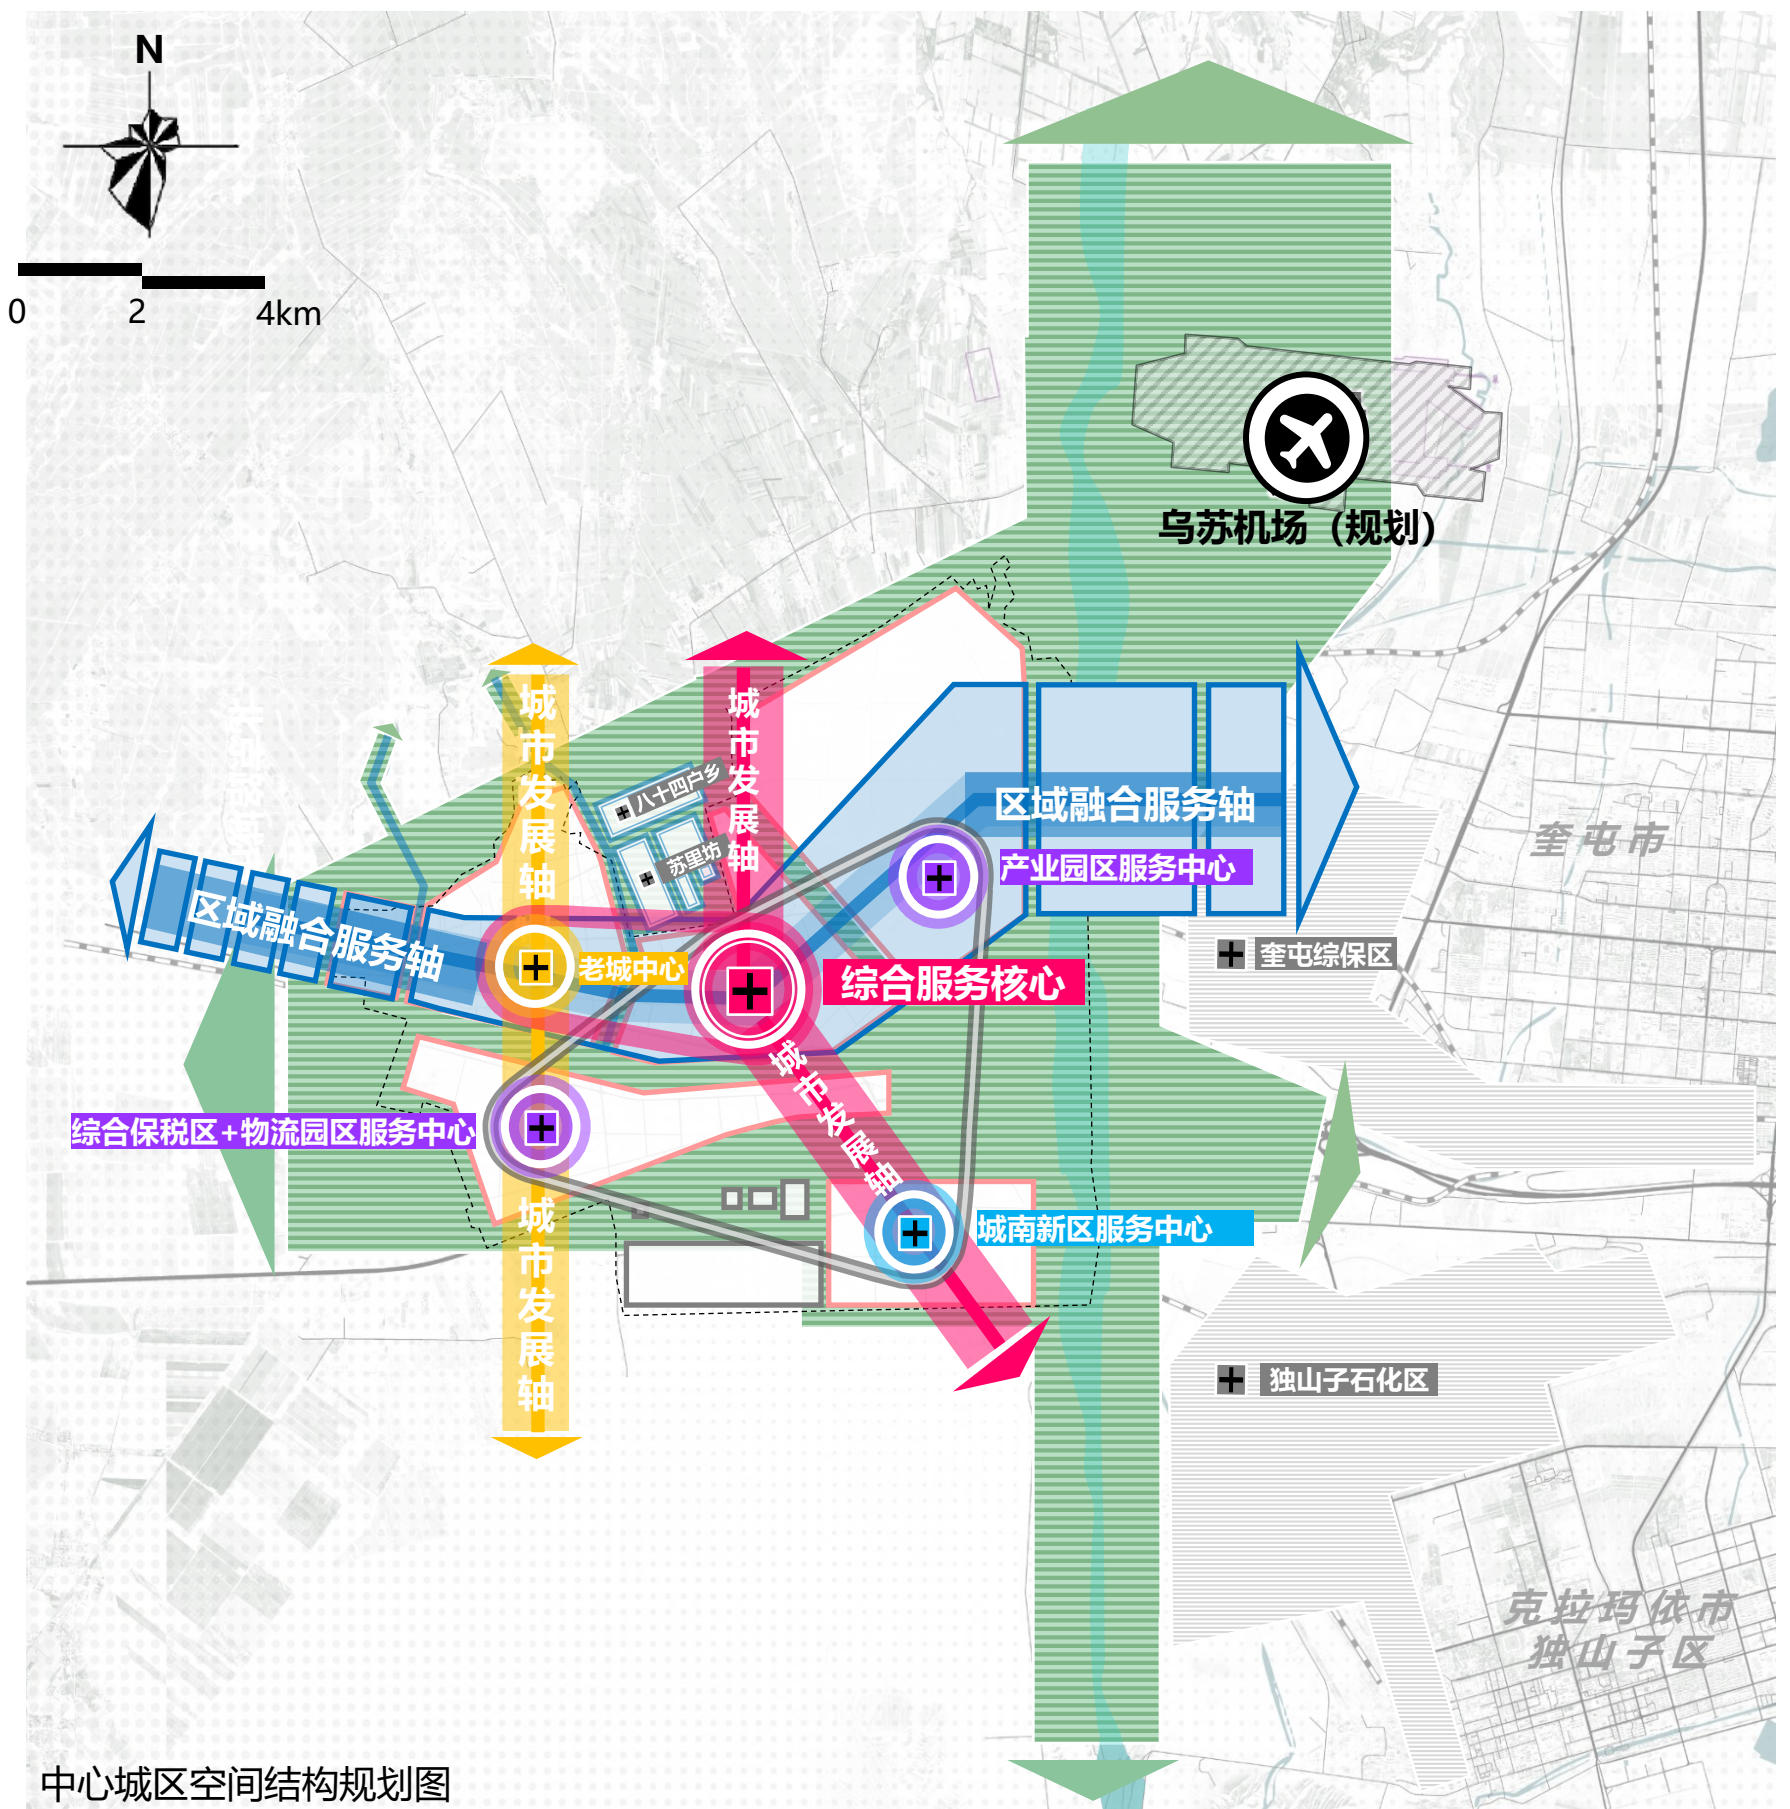 N
0 2 4km
乌苏机场（规划）
城市发展轴
城市发展轴
八十四户乡
苏里坊
区域融合服务轴
奎屯市
产业园区服务中心
区域融合服务轴
老城中心
综合服务核心
奎屯综保区
城市发展轴
综合保税区+物流园区服务中心
城市发展轴
城南新区服务中心
独山子石化区
克拉玛依市
独山子区
中心城区空间结构规划图